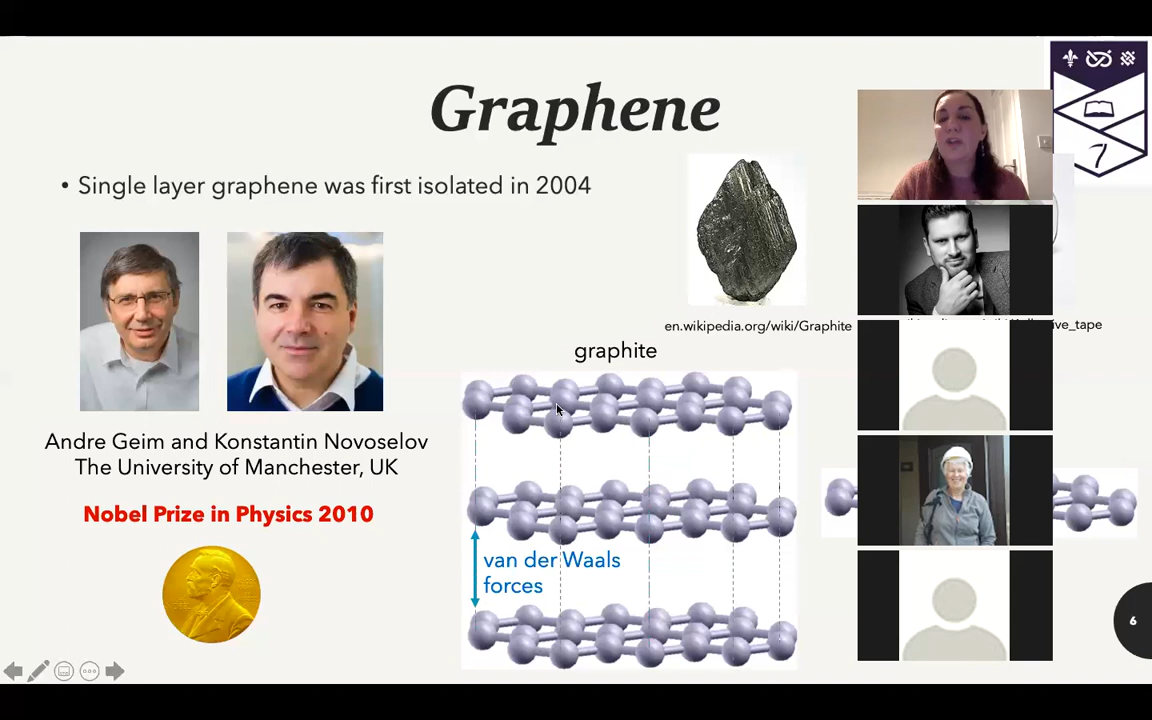 Graphene
• Single layer graphene was first isolated in 2004
en.wikipedia.org/wiki/Graphite
ve_tape
graphite
Andre Geim and Konstantin Novoselov
The University of Manchester, UK
Nobel Prize in Physics 2010
van der Waals
forces
6